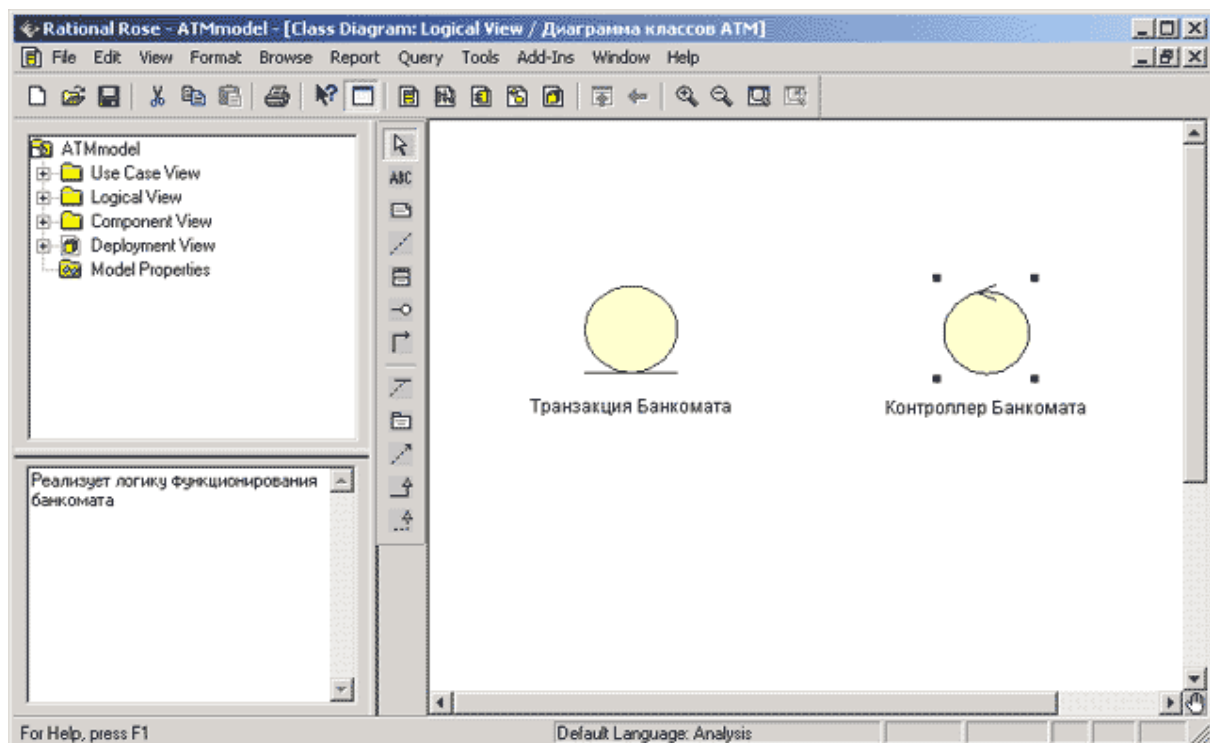 Rational Rose - ATMmodel - [Class Diagram: Logical View / Диаграмма классов ATM]
File Edit View Format Browse Report Query Tools Add-Ins Window Help
ATMmodel
Use Case View
Logical View
Component View
Deployment View
Model Properties
ABC
Транзакция Банкомата
Контроллер Банкомата
Реализует логику функционирования
банкомата
For Help, press F1
Default Language: Analysis